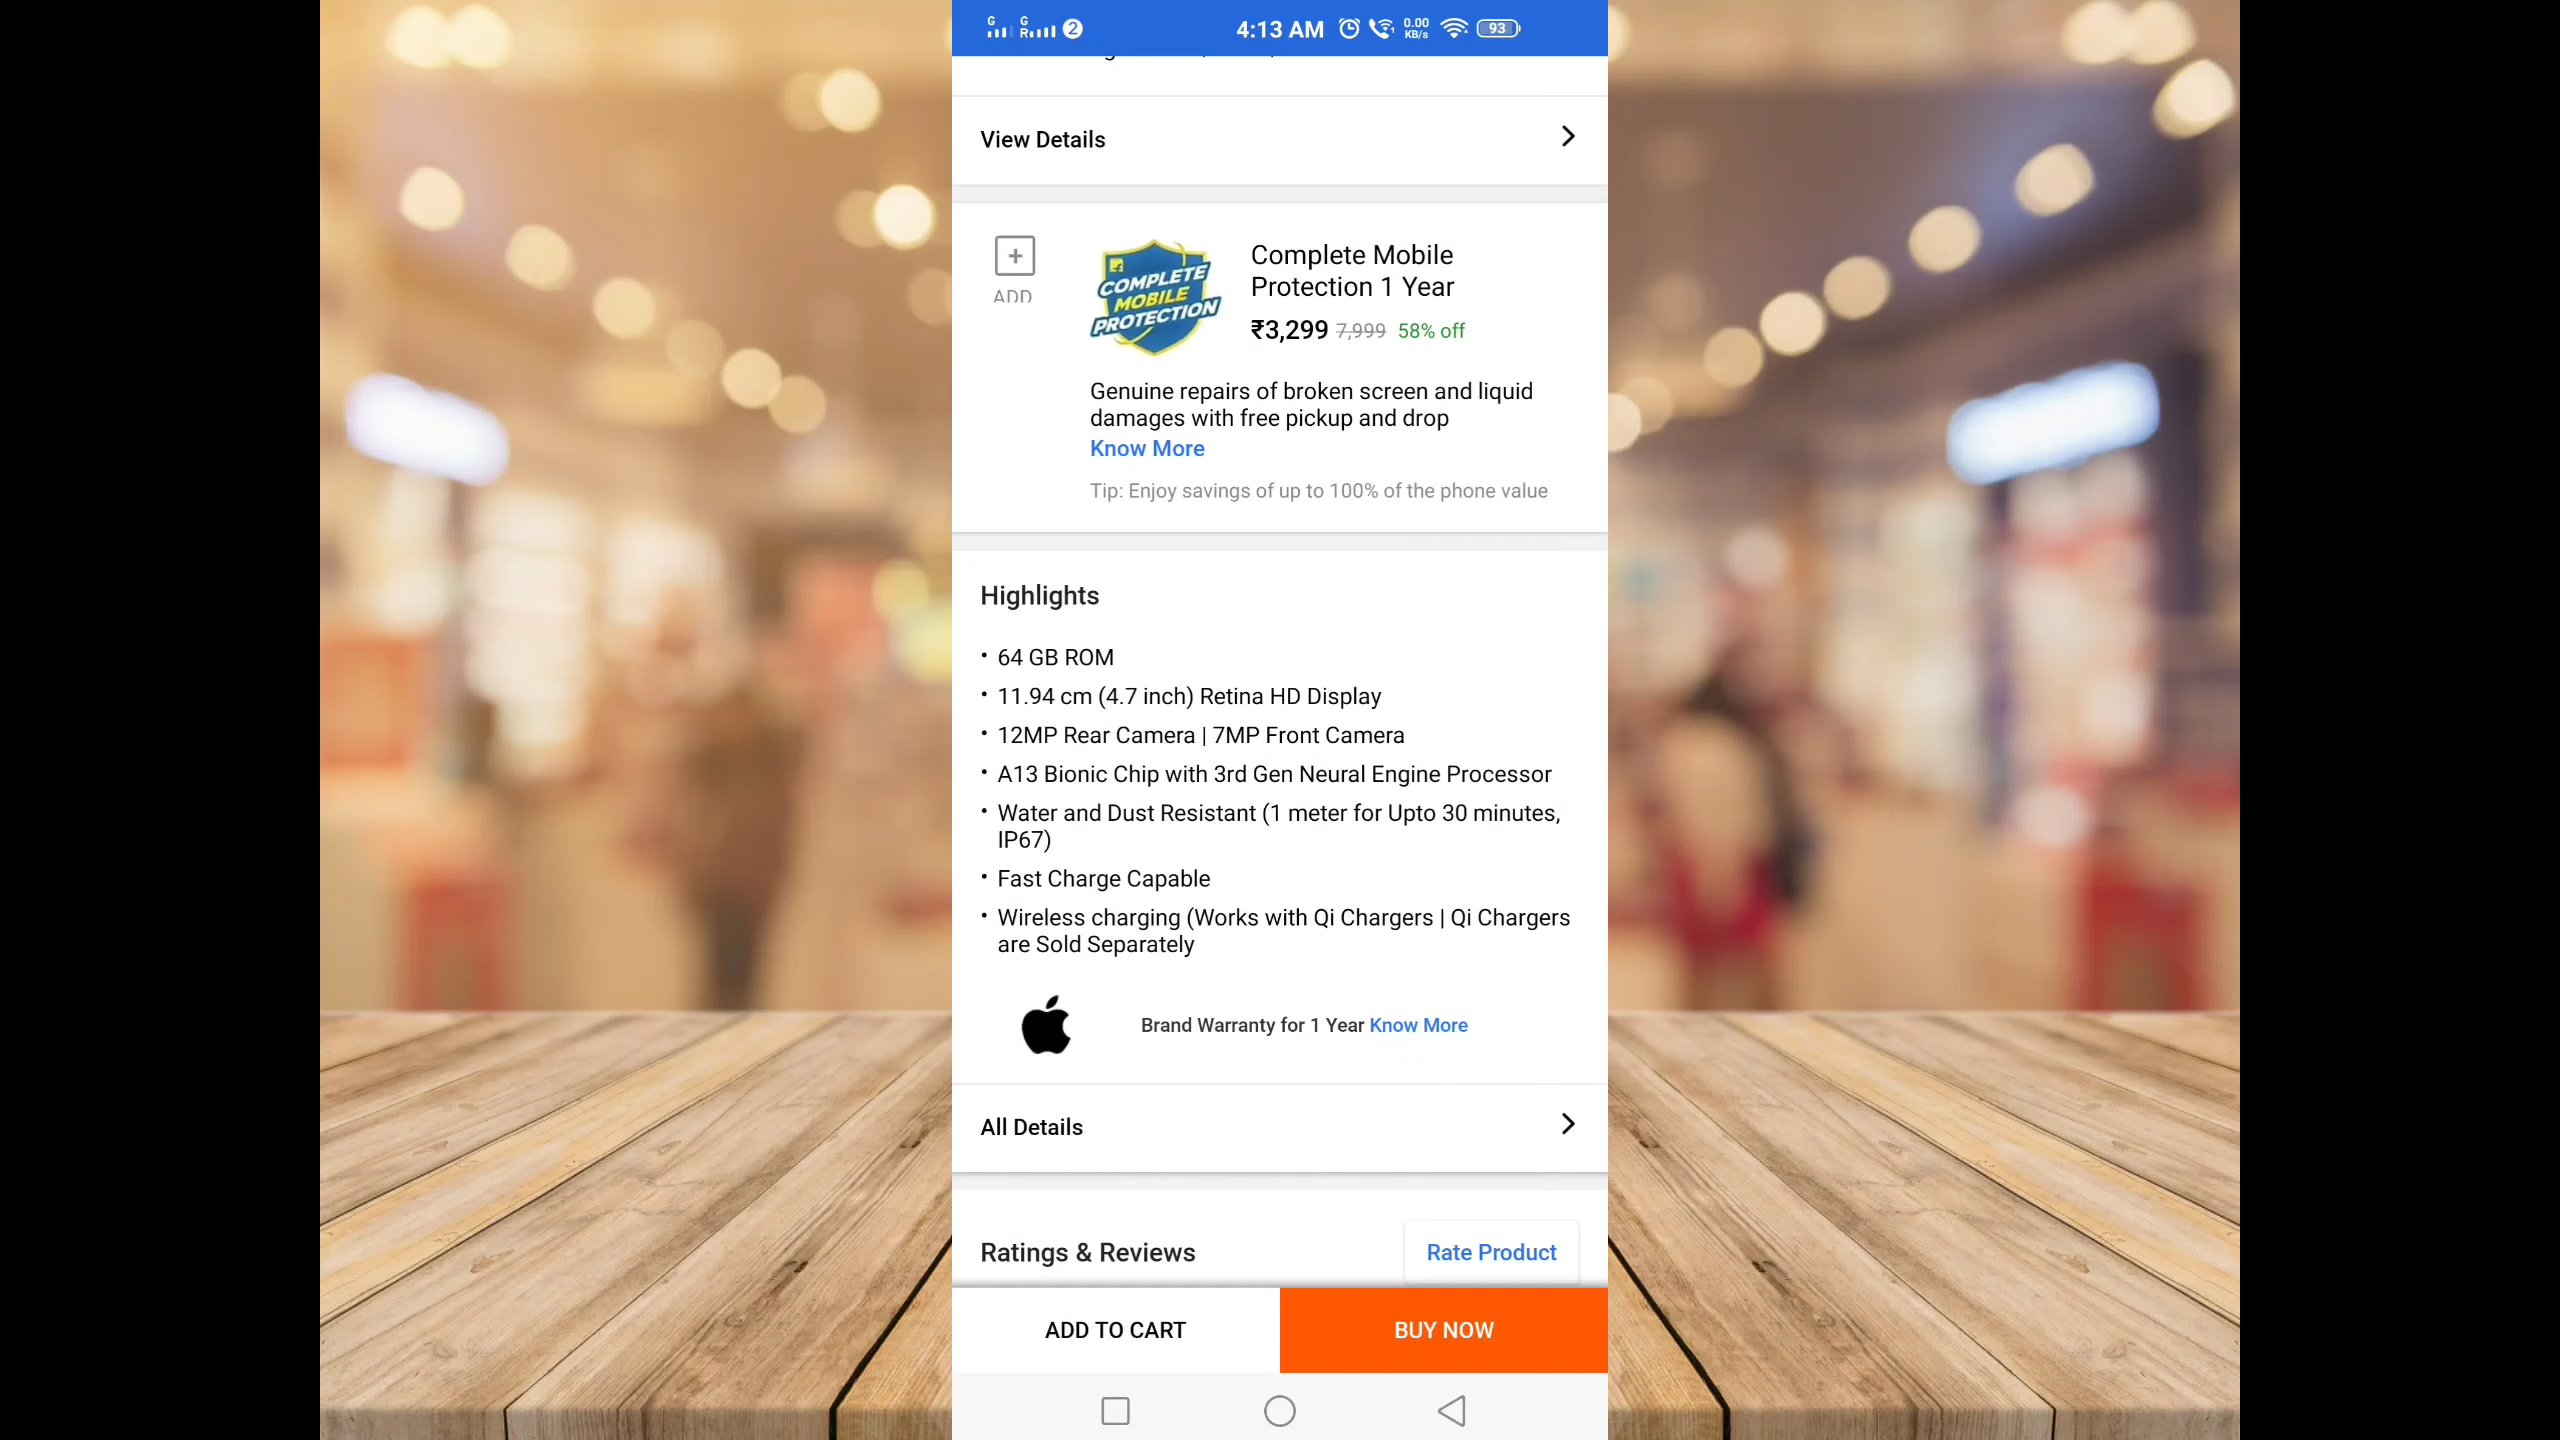 G G R 2 4:13 AM 0.00 KB/s 93
View Details
ADD
COMPLETE MOBILE PROTECTION
Complete Mobile
Protection 1 Year
₹3,299 7,999 58% off
Genuine repairs of broken screen and liquid
damages with free pickup and drop
Know More
Tip: Enjoy savings of up to 100% of the phone value
Highlights
• 64 GB ROM
• 11.94 cm (4.7 inch) Retina HD Display
• 12MP Rear Camera | 7MP Front Camera
• A13 Bionic Chip with 3rd Gen Neural Engine Processor
• Water and Dust Resistant (1 meter for Upto 30 minutes,
IP67)
• Fast Charge Capable
• Wireless charging (Works with Qi Chargers | Qi Chargers
are Sold Separately
Brand Warranty for 1 Year Know More
All Details
Ratings & Reviews Rate Product
ADD TO CART BUY NOW